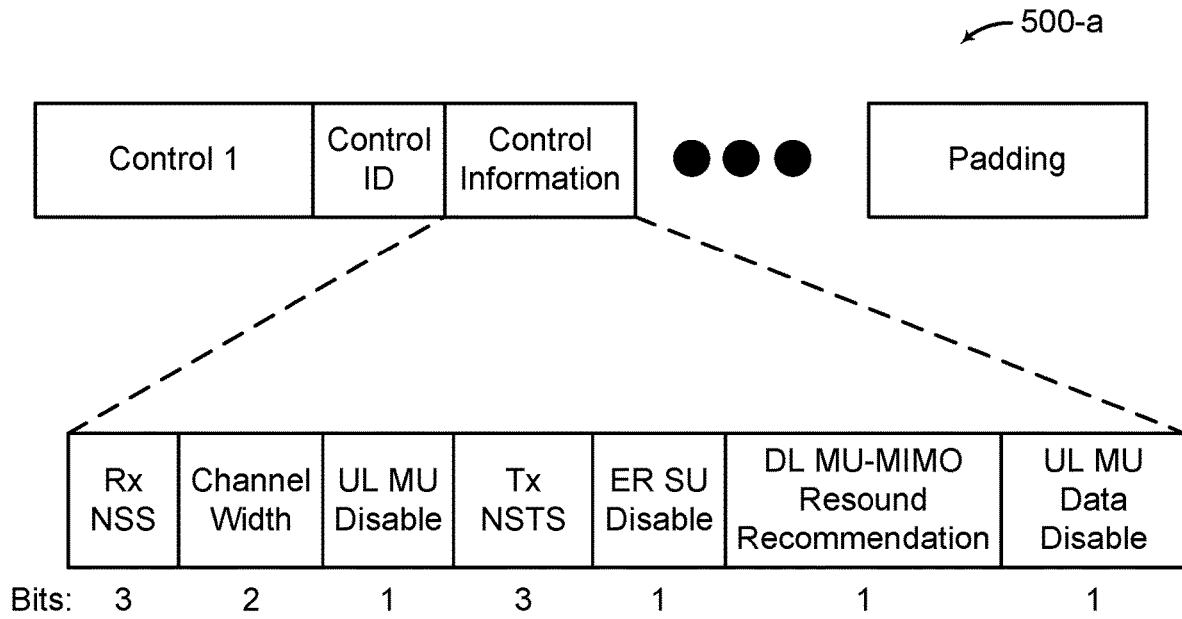 500-a
Control 1
Control
ID
Control
Information
Padding
Rx
NSS
Channel
Width
UL MU
Disable
Tx
NSTS
ER SU
Disable
DL MU-MIMO
Resound
Recommendation
UL MU
Data
Disable
Bits: 3 2 1 3 1 1 1